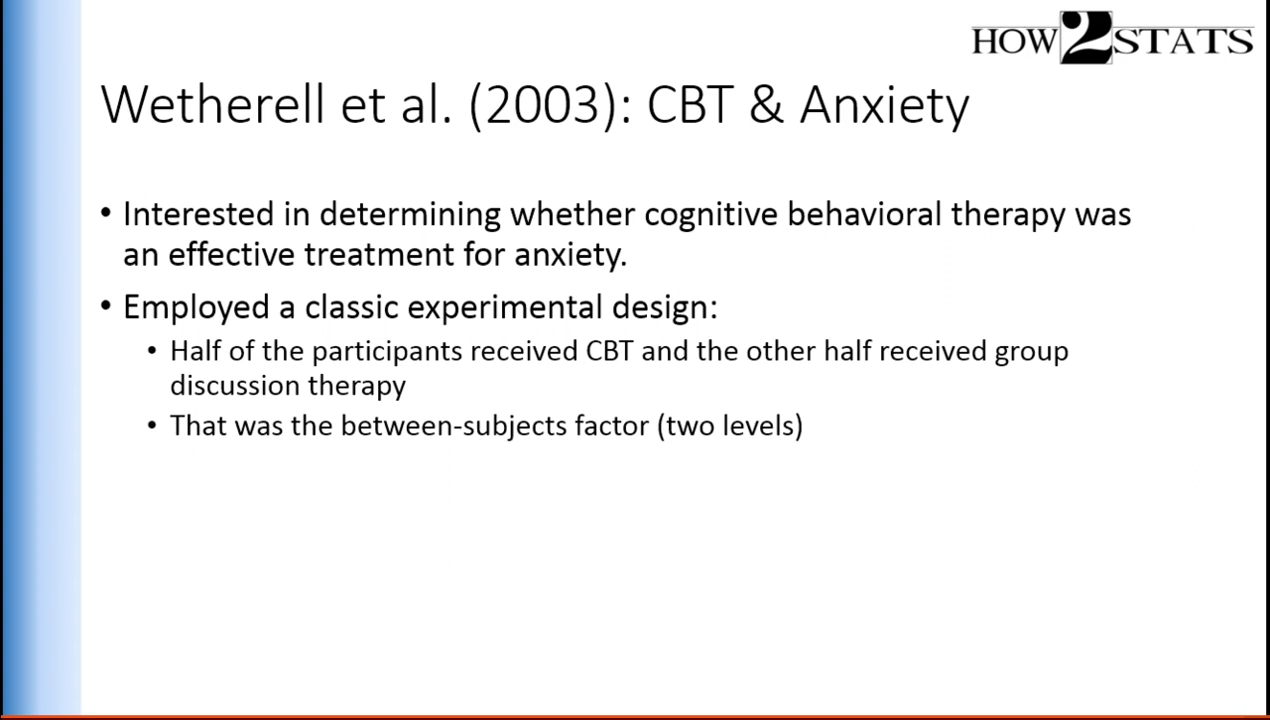 HOW2STATS
Wetherell et al. (2003): CBT & Anxiety
• Interested in determining whether cognitive behavioral therapy was
an effective treatment for anxiety.
• Employed a classic experimental design:
• Half of the participants received CBT and the other half received group
discussion therapy
• That was the between-subjects factor (two levels)